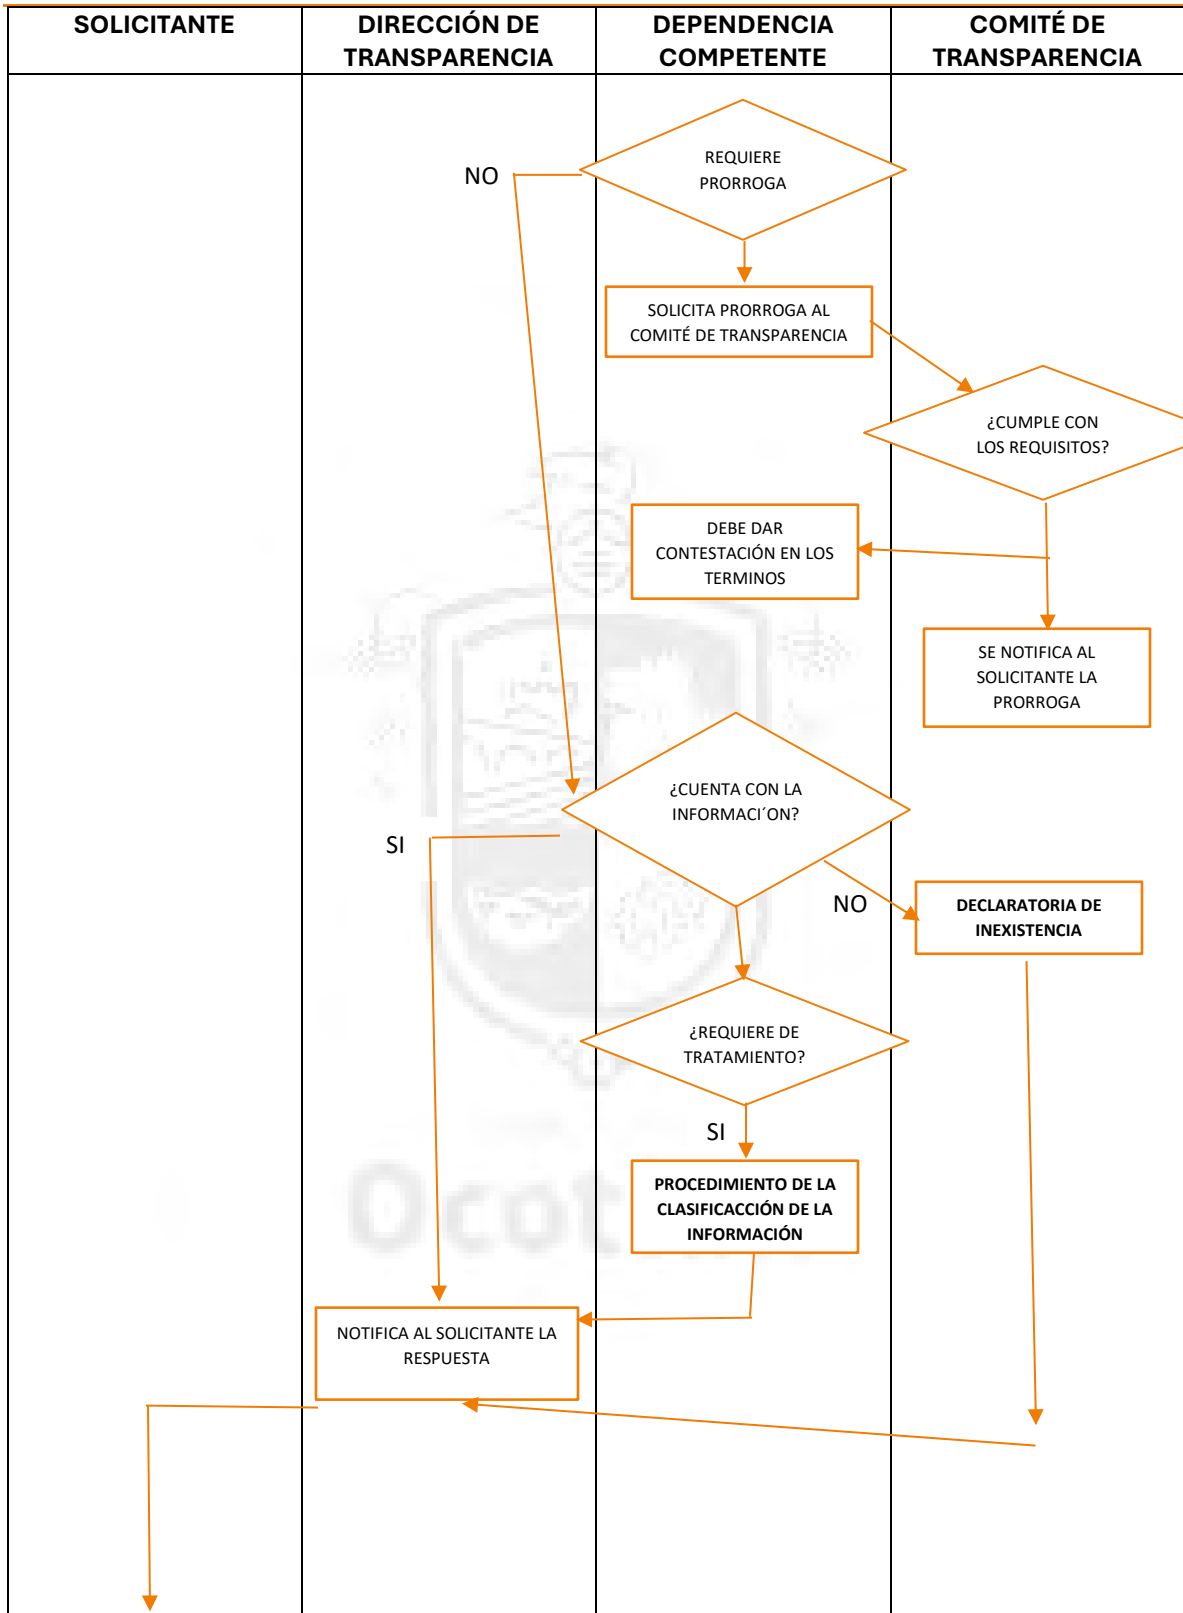 SOLICITANTE
DIRECCIÓN DE
TRANSPARENCIA
DEPENDENCIA
COMPETENTE
COMITÉ DE
TRANSPARENCIA
REQUIERE
PRORROGA
NO
SOLICITA PRORROGA AL
COMITÉ DE TRANSPARENCIA
¿CUMPLE CON
LOS REQUISITOS?
DEBE DAR
CONTESTACIÓN EN LOS
TERMINOS
SE NOTIFICA AL
SOLICITANTE LA
PRORROGA
¿CUENTA CON LA
INFORMACI´ON?
SI
NO
DECLARATORIA DE
INEXISTENCIA
¿REQUIERE DE
TRATAMIENTO?
SI
PROCEDIMIENTO DE LA
CLASIFICACCIÓN DE LA
INFORMACIÓN
NOTIFICA AL SOLICITANTE LA
RESPUESTA